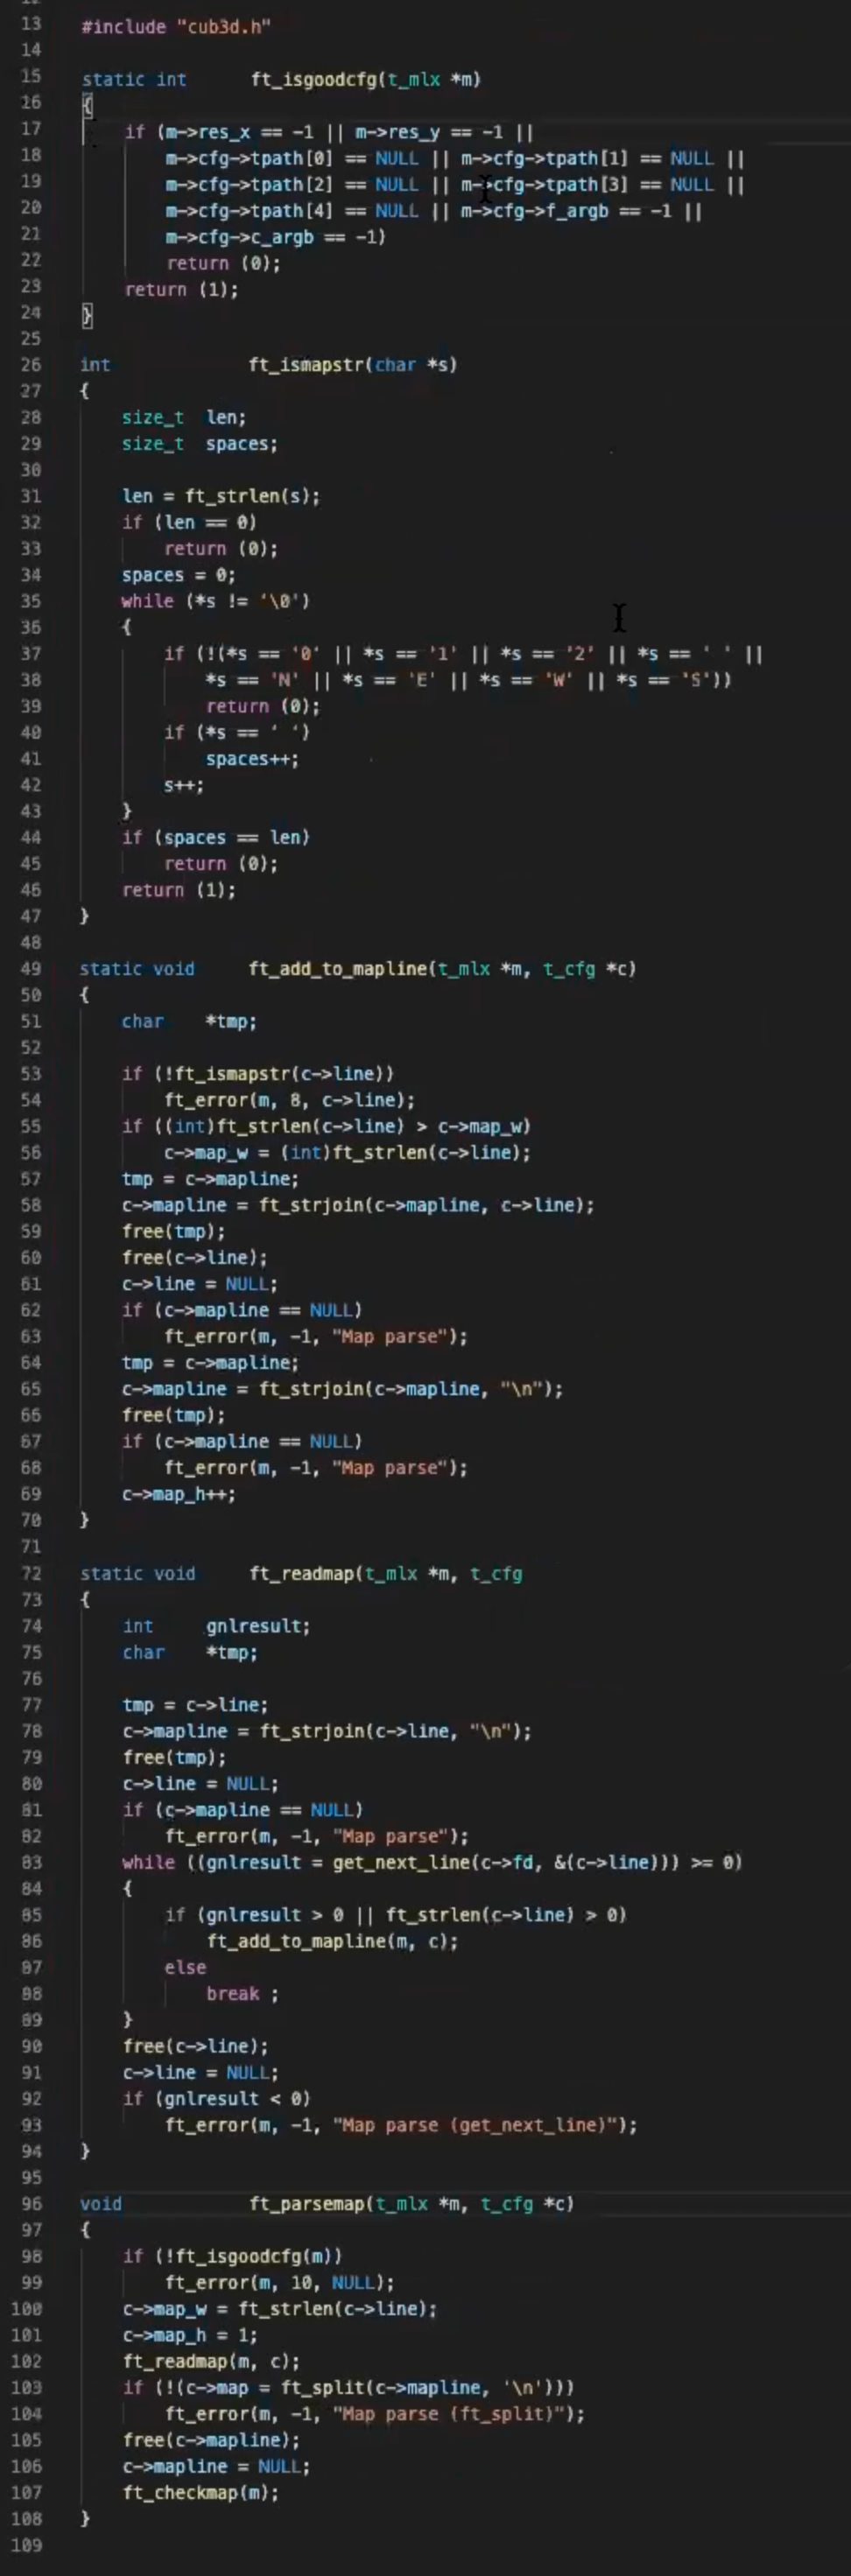 13 #include "cub3d.h"
14
15 static int ft_isgoodcfg(t_mlx *m)
16 {
17 if (m->res_x == -1 || m->res_y == -1 ||
18 m->cfg->tpath[0] == NULL || m->cfg->tpath[1] == NULL ||
19 m->cfg->tpath[2] == NULL || m->cfg->tpath[3] == NULL ||
20 m->cfg->tpath[4] == NULL || m->cfg->f_argb == -1 ||
21 m->cfg->c_argb == -1)
22 return (0);
23 return (1);
24 }
25
26 int ft_ismapstr(char *s)
27 {
28 size_t len;
29 size_t spaces;
30
31 len = ft_strlen(s);
32 if (len == 0)
33 return (0);
34 spaces = 0;
35 while (*s != '\0')
36 {
37 if (!(*s == '0' || *s == '1' || *s == '2' || *s == ' ' ||
38 *s == 'N' || *s == 'E' || *s == 'W' || *s == 'S'))
39 return (0);
40 if (*s == ' ')
41 spaces++;
42 s++;
43 }
44 if (spaces == len)
45 return (0);
46 return (1);
47 }
48
49 static void ft_add_to_mapline(t_mlx *m, t_cfg *c)
50 {
51 char *tmp;
52
53 if (!ft_ismapstr(c->line))
54 ft_error(m, 8, c->line);
55 if ((int)ft_strlen(c->line) > c->map_w)
56 c->map_w = (int)ft_strlen(c->line);
57 tmp = c->mapline;
58 c->mapline = ft_strjoin(c->mapline, c->line);
59 free(tmp);
60 free(c->line);
61 c->line = NULL;
62 if (c->mapline == NULL)
63 ft_error(m, -1, "Map parse");
64 tmp = c->mapline;
65 c->mapline = ft_strjoin(c->mapline, "\n");
66 free(tmp);
67 if (c->mapline == NULL)
68 ft_error(m, -1, "Map parse");
69 c->map_h++;
70 }
71
72 static void ft_readmap(t_mlx *m, t_cfg
73 {
74 int gnlresult;
75 char *tmp;
76
77 tmp = c->line;
78 c->mapline = ft_strjoin(c->line, "\n");
79 free(tmp);
80 c->line = NULL;
81 if (c->mapline == NULL)
82 ft_error(m, -1, "Map parse");
83 while ((gnlresult = get_next_line(c->fd, &(c->line))) >= 0)
84 {
85 if (gnlresult > 0 || ft_strlen(c->line) > 0)
86 ft_add_to_mapline(m, c);
87 else
88 break ;
89 }
90 free(c->line);
91 c->line = NULL;
92 if (gnlresult < 0)
93 ft_error(m, -1, "Map parse (get_next_line)");
94 }
95
96 void ft_parsemap(t_mlx *m, t_cfg *c)
97 {
98 if (!ft_isgoodcfg(m))
99 ft_error(m, 10, NULL);
100 c->map_w = ft_strlen(c->line);
101 c->map_h = 1;
102 ft_readmap(m, c);
103 if (!(c->map = ft_split(c->mapline, '\n')))
104 ft_error(m, -1, "Map parse (ft_split)");
105 free(c->mapline);
106 c->mapline = NULL;
107 ft_checkmap(m);
108 }
109